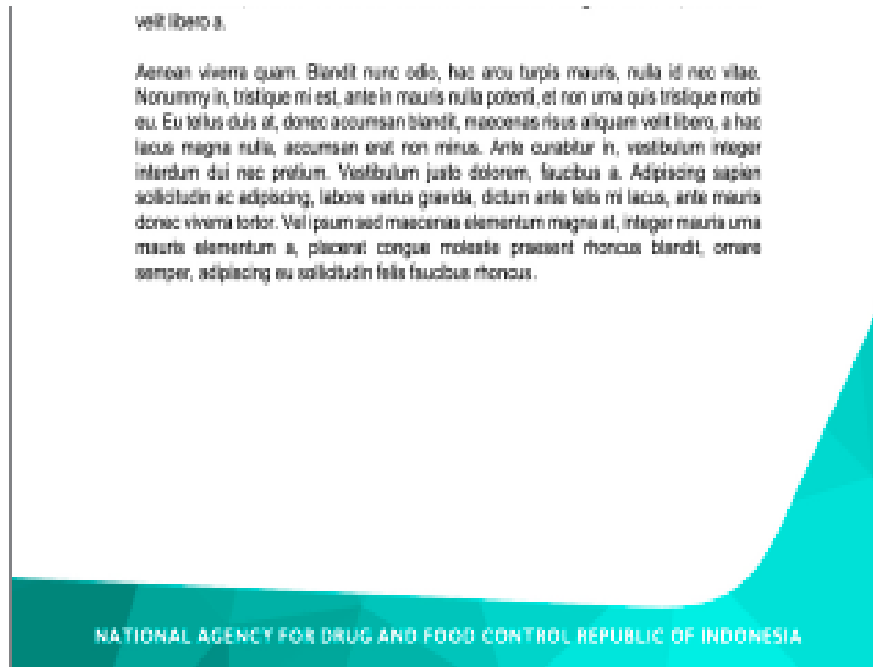 velit libero a.
Aenean viverra quam. Blandit nunc odio, hac arcu turpis mauris, nulla id nec vitae.
Nonummy in, tristique mi est, ante in mauris nulla potenti, et non urna quis tristique morbi
eu. Eu tellus duis at, donec accumsan blandit, maecenas risus aliquam velit libero, a hac
lacus magna nulla, accumsan erat non minus. Ante curabitur in, vestibulum integer
interdum dui nec pretium. Vestibulum justo dolorem, faucibus a. Adipiscing sapien
sollicitudin ac adipiscing, labore varius gravida, dictum ante felis mi lacus, ante mauris
donec viverra tortor. Vel ipsum sed maecenas elementum magna at, integer mauris urna
mauris elementum a, placerat congue molestie praesent rhoncus blandit, ornare
semper, adipiscing eu sollicitudin felis faucibus rhoncus.
NATIONAL AGENCY FOR DRUG AND FOOD CONTROL REPUBLIC OF INDONESIA